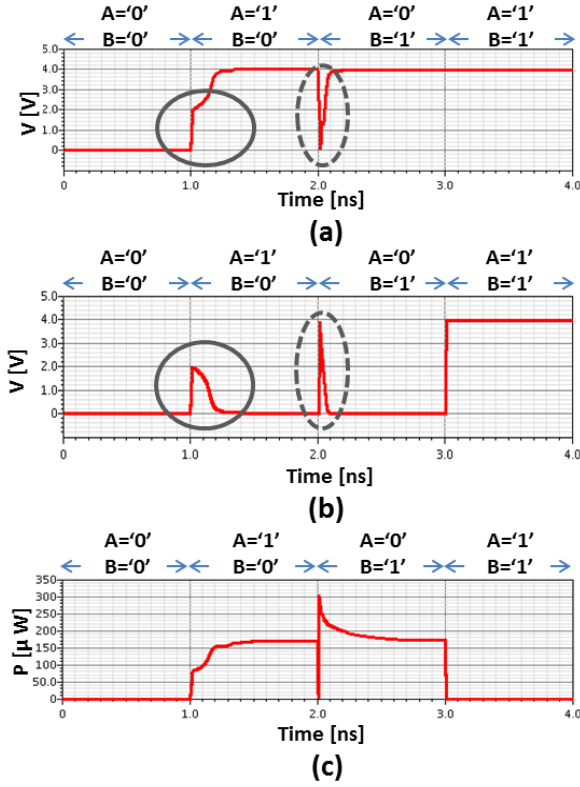 A=‘0’ A=‘1’ A=‘0’ A=‘1’
B=‘0’ B=‘0’ B=‘1’ B=‘1’
5.0
4.0
3.0
2.0
1.0
0
V [V]
0 1.0 2.0 3.0 4.0
Time [ns]
(a)
A=‘0’ A=‘1’ A=‘0’ A=‘1’
B=‘0’ B=‘0’ B=‘1’ B=‘1’
5.0
4.0
3.0
2.0
1.0
0
V [V]
0 1.0 2.0 3.0 4.0
Time [ns]
(b)
A=‘0’ A=‘1’ A=‘0’ A=‘1’
B=‘0’ B=‘0’ B=‘1’ B=‘1’
350
300
250
200
150
100
50.0
0
P [µ W]
0 1.0 2.0 3.0 4.0
Time [ns]
(c)